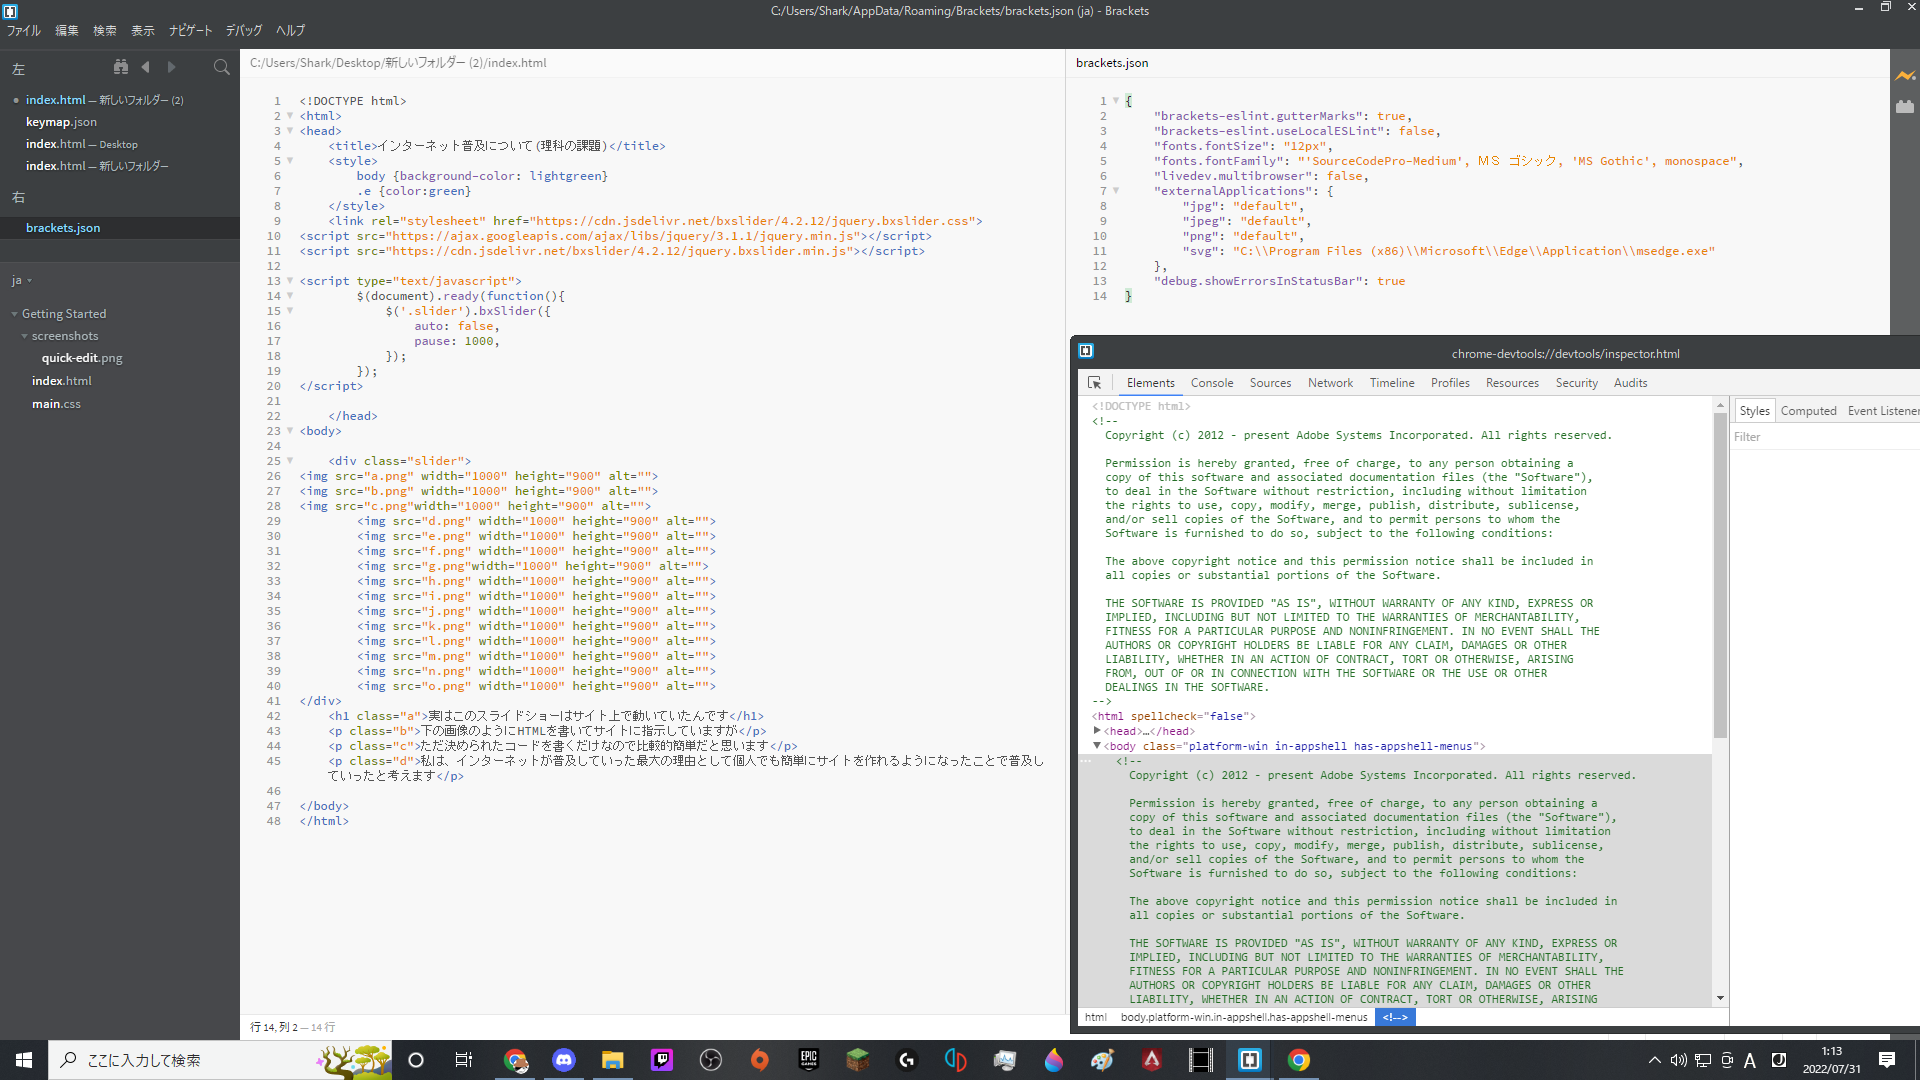 C:/Users/Shark/AppData/Roaming/Brackets/brackets.json (ja) - Brackets
ファイル 編集 検索 表示 ナビゲート デバッグ ヘルプ
左
index.html — 新しいフォルダー (2)
keymap.json
index.html — Desktop
index.html — 新しいフォルダー
右
brackets.json
ja
Getting Started
screenshots
quick-edit.png
index.html
main.css
C:/Users/Shark/Desktop/新しいフォルダー (2)/index.html
1 <!DOCTYPE html>
2 <html>
3 <head>
4 <title>インターネット普及について(理科の課題)</title>
5 <style>
6 body {background-color: lightgreen}
7 .e {color:green}
8 </style>
9 <link rel="stylesheet" href="https://cdn.jsdelivr.net/bxslider/4.2.12/jquery.bxslider.css">
10 <script src="https://ajax.googleapis.com/ajax/libs/jquery/3.1.1/jquery.min.js"></script>
11 <script src="https://cdn.jsdelivr.net/bxslider/4.2.12/jquery.bxslider.min.js"></script>
12
13 <script type="text/javascript">
14 $(document).ready(function(){
15 $('.slider').bxSlider({
16 auto: false,
17 pause: 1000,
18 });
19 });
20 </script>
21
22 </head>
23 <body>
24
25 <div class="slider">
26 <img src="a.png" width="1000" height="900" alt="">
27 <img src="b.png" width="1000" height="900" alt="">
28 <img src="c.png"width="1000" height="900" alt="">
29 <img src="d.png" width="1000" height="900" alt="">
30 <img src="e.png" width="1000" height="900" alt="">
31 <img src="f.png" width="1000" height="900" alt="">
32 <img src="g.png"width="1000" height="900" alt="">
33 <img src="h.png" width="1000" height="900" alt="">
34 <img src="i.png" width="1000" height="900" alt="">
35 <img src="j.png" width="1000" height="900" alt="">
36 <img src="k.png" width="1000" height="900" alt="">
37 <img src="l.png" width="1000" height="900" alt="">
38 <img src="m.png" width="1000" height="900" alt="">
39 <img src="n.png" width="1000" height="900" alt="">
40 <img src="o.png" width="1000" height="900" alt="">
41 </div>
42 <h1 class="a">実はこのスライドショーはサイト上で動いていたんです</h1>
43 <p class="b">下の画像のようにHTMLを書いてサイトに指示していますが</p>
44 <p class="c">ただ決められたコードを書くだけなので比較的簡単だと思います</p>
45 <p class="d">私は、インターネットが普及していった最大の理由として個人でも簡単にサイトを作れるようになったことで普及し
ていったと考えます</p>
46
47 </body>
48 </html>
行 14, 列 2 — 14 行
brackets.json
1 {
2 "brackets-eslint.gutterMarks": true,
3 "brackets-eslint.useLocalESLint": false,
4 "fonts.fontSize": "12px",
5 "fonts.fontFamily": "'SourceCodePro-Medium', ＭＳ ゴシック, 'MS Gothic', monospace",
6 "livedev.multibrowser": false,
7 "externalApplications": {
8 "jpg": "default",
9 "jpeg": "default",
10 "png": "default",
11 "svg": "C:\\Program Files (x86)\\Microsoft\\Edge\\Application\\msedge.exe"
12 },
13 "debug.showErrorsInStatusBar": true
14 }
chrome-devtools://devtools/inspector.html
Elements Console Sources Network Timeline Profiles Resources Security Audits
<!DOCTYPE html>
<!--
Copyright (c) 2012 - present Adobe Systems Incorporated. All rights reserved.
Permission is hereby granted, free of charge, to any person obtaining a
copy of this software and associated documentation files (the "Software"),
to deal in the Software without restriction, including without limitation
the rights to use, copy, modify, merge, publish, distribute, sublicense,
and/or sell copies of the Software, and to permit persons to whom the
Software is furnished to do so, subject to the following conditions:
The above copyright notice and this permission notice shall be included in
all copies or substantial portions of the Software.
THE SOFTWARE IS PROVIDED "AS IS", WITHOUT WARRANTY OF ANY KIND, EXPRESS OR
IMPLIED, INCLUDING BUT NOT LIMITED TO THE WARRANTIES OF MERCHANTABILITY,
FITNESS FOR A PARTICULAR PURPOSE AND NONINFRINGEMENT. IN NO EVENT SHALL THE
AUTHORS OR COPYRIGHT HOLDERS BE LIABLE FOR ANY CLAIM, DAMAGES OR OTHER
LIABILITY, WHETHER IN AN ACTION OF CONTRACT, TORT OR OTHERWISE, ARISING
FROM, OUT OF OR IN CONNECTION WITH THE SOFTWARE OR THE USE OR OTHER
DEALINGS IN THE SOFTWARE.
-->
<html spellcheck="false">
<head>…</head>
<body class="platform-win in-appshell has-appshell-menus">
<!--
Copyright (c) 2012 - present Adobe Systems Incorporated. All rights reserved.
Permission is hereby granted, free of charge, to any person obtaining a
copy of this software and associated documentation files (the "Software"),
to deal in the Software without restriction, including without limitation
the rights to use, copy, modify, merge, publish, distribute, sublicense,
and/or sell copies of the Software, and to permit persons to whom the
Software is furnished to do so, subject to the following conditions:
The above copyright notice and this permission notice shall be included in
all copies or substantial portions of the Software.
THE SOFTWARE IS PROVIDED "AS IS", WITHOUT WARRANTY OF ANY KIND, EXPRESS OR
IMPLIED, INCLUDING BUT NOT LIMITED TO THE WARRANTIES OF MERCHANTABILITY,
FITNESS FOR A PARTICULAR PURPOSE AND NONINFRINGEMENT. IN NO EVENT SHALL THE
AUTHORS OR COPYRIGHT HOLDERS BE LIABLE FOR ANY CLAIM, DAMAGES OR OTHER
LIABILITY, WHETHER IN AN ACTION OF CONTRACT, TORT OR OTHERWISE, ARISING
html body.platform-win.in-appshell.has-appshell-menus <!-->
Styles Computed Event Listener
Filter
ここに入力して検索
EPIC GAMES
A
1:13
2022/07/31